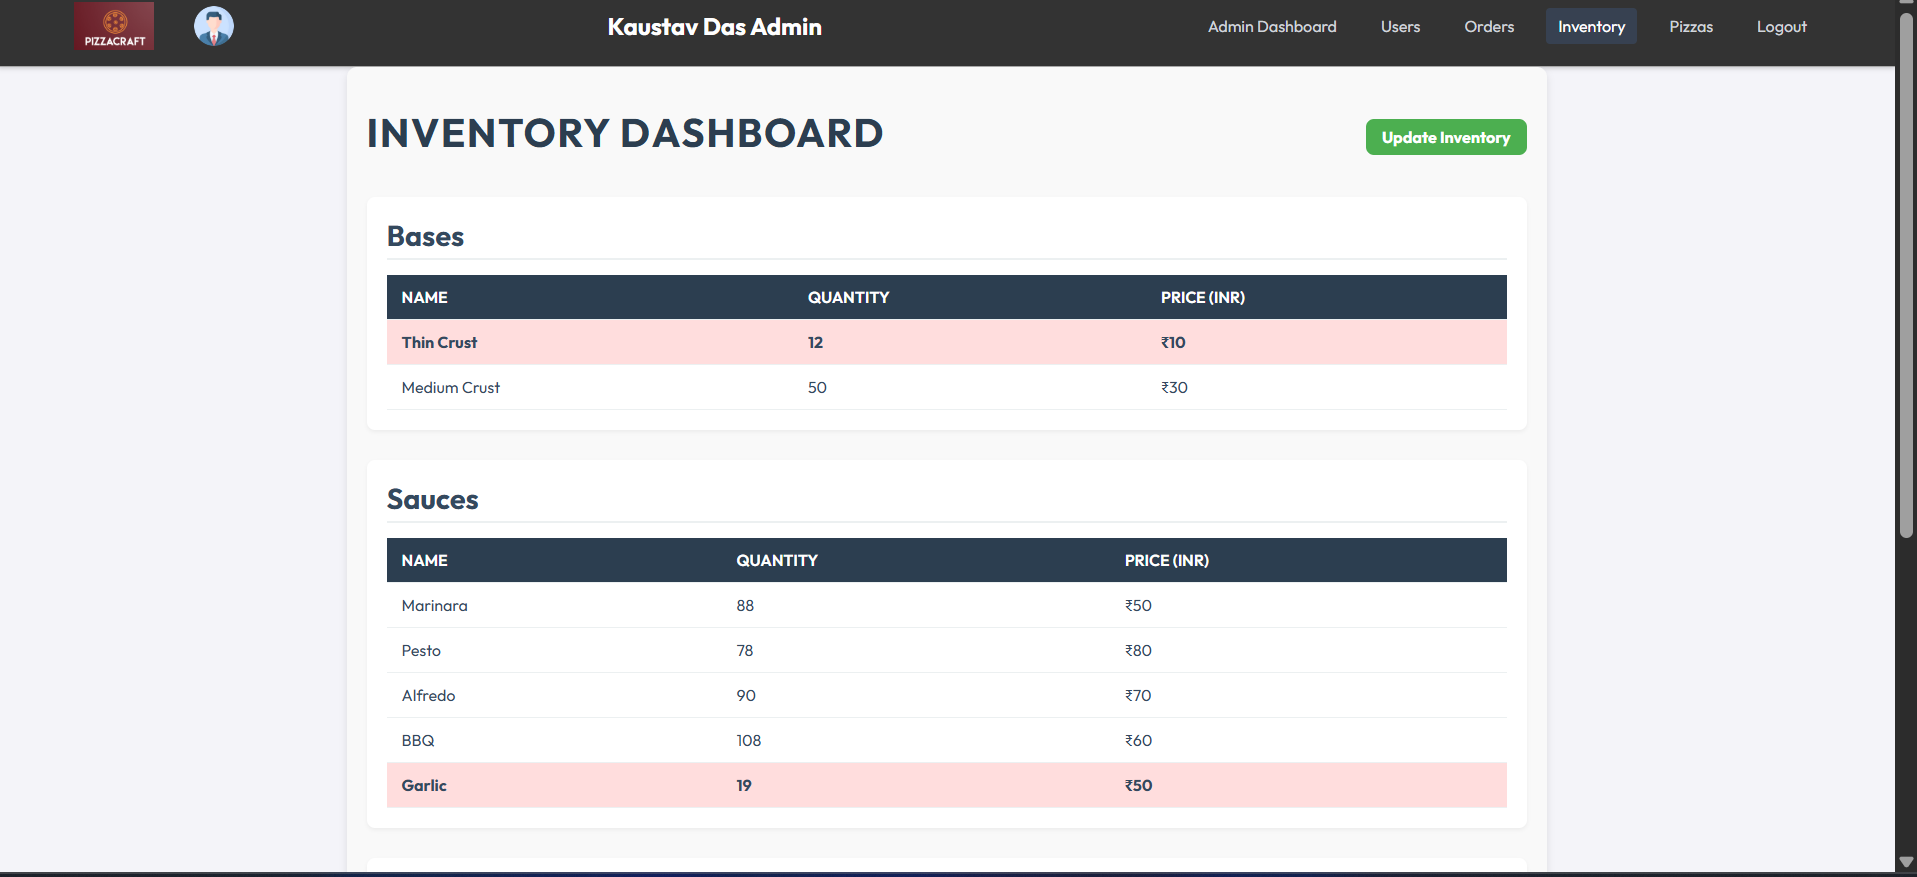 PIZZACRAFT
Kaustav Das Admin
Admin Dashboard Users Orders Inventory Pizzas Logout
INVENTORY DASHBOARD
Update Inventory
Bases
NAME QUANTITY PRICE (INR)
Thin Crust 12 ₹10
Medium Crust 50 ₹30
Sauces
NAME QUANTITY PRICE (INR)
Marinara 88 ₹50
Pesto 78 ₹80
Alfredo 90 ₹70
BBQ 108 ₹60
Garlic 19 ₹50